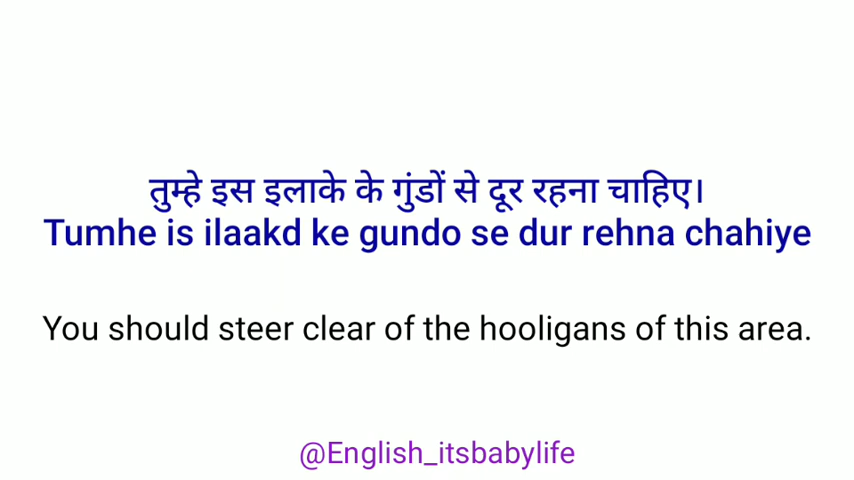 तुम्हे इस इलाके के गुंडों से दूर रहना चाहिए।
Tumhe is ilaakd ke gundo se dur rehna chahiye
You should steer clear of the hooligans of this area.
@English_itsbabylife